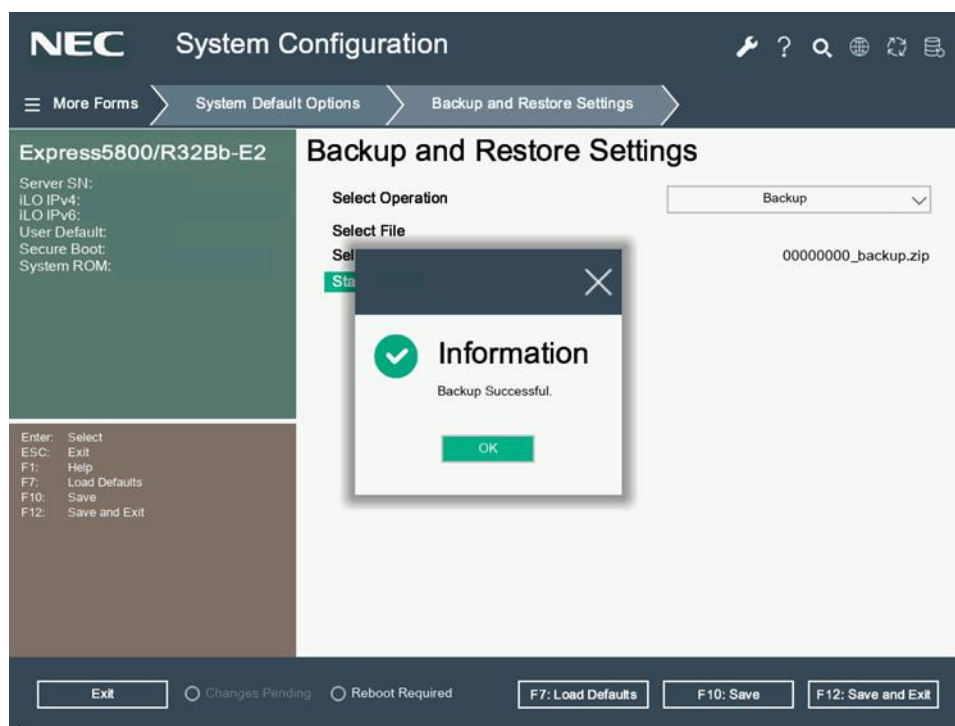 NEC System Configuration
More Forms
System Default Options
Backup and Restore Settings
Express5800/R32Bb-E2
Server SN:
iLO IPv4:
iLO IPv6:
User Default:
Secure Boot:
System ROM:
Enter: Select
ESC: Exit
F1: Help
F7: Load Defaults
F10: Save
F12: Save and Exit
Backup and Restore Settings
Select Operation
Backup
Select File
Sel
00000000_backup.zip
Sta
Information
Backup Successful.
OK
Exit
Changes Pending
Reboot Required
F7: Load Defaults
F10: Save
F12: Save and Exit